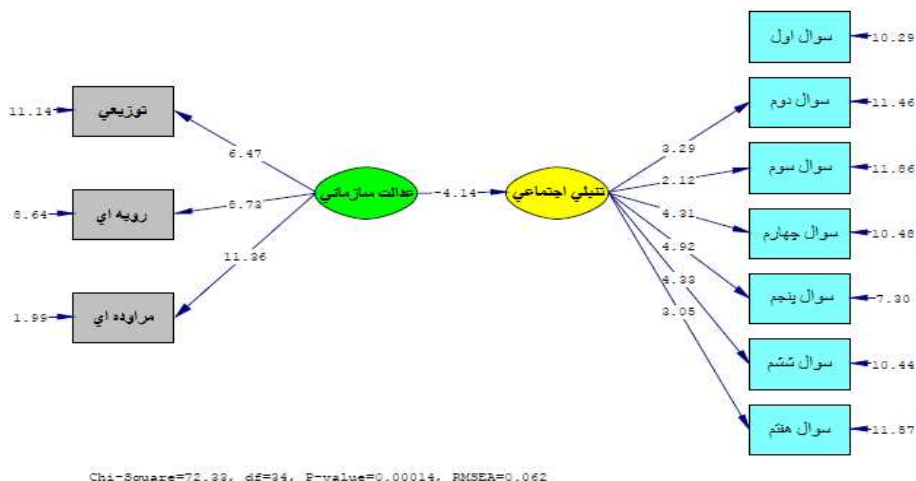 سوال اول
10.29
توزيعي
11.14
سوال دوم
11.46
6.47
3.29
سوال سوم
11.86
2.12
عدالت سازماني
-4.14
تنبلي اجتماعي
رويه اي
8.64
8.73
سوال چهارم
10.48
4.31
4.92
11.36
سوال پنجم
7.30
4.33
3.05
مراوده اي
1.99
سوال ششم
10.44
سوال هفتم
11.57
Chi-Square=72.33, df=34, P-value=0.00014, RMSEA=0.062